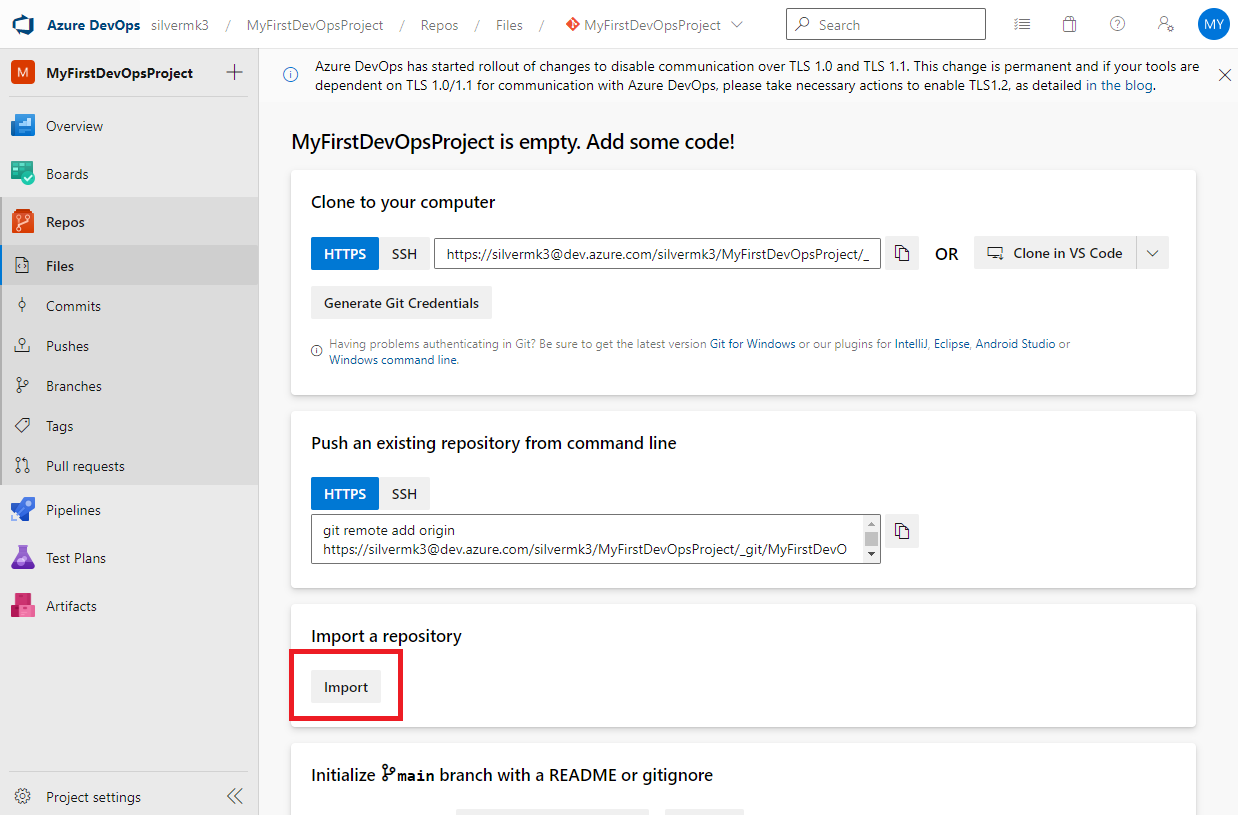 Azure DevOps silvermk3 / MyFirstDevOpsProject / Repos / Files / MyFirstDevOpsProject Search MY
M MyFirstDevOpsProject
Overview
Boards
Repos
Files
Commits
Pushes
Branches
Tags
Pull requests
Pipelines
Test Plans
Artifacts
Project settings
Azure DevOps has started rollout of changes to disable communication over TLS 1.0 and TLS 1.1. This change is permanent and if your tools are
dependent on TLS 1.0/1.1 for communication with Azure DevOps, please take necessary actions to enable TLS1.2, as detailed in the blog.
MyFirstDevOpsProject is empty. Add some code!
Clone to your computer
HTTPS SSH https://silvermk3@dev.azure.com/silvermk3/MyFirstDevOpsProject/_ OR Clone in VS Code
Generate Git Credentials
Having problems authenticating in Git? Be sure to get the latest version Git for Windows or our plugins for IntelliJ, Eclipse, Android Studio or
Windows command line.
Push an existing repository from command line
HTTPS SSH
git remote add origin
https://silvermk3@dev.azure.com/silvermk3/MyFirstDevOpsProject/_git/MyFirstDevO
Import a repository
Import
Initialize main branch with a README or gitignore